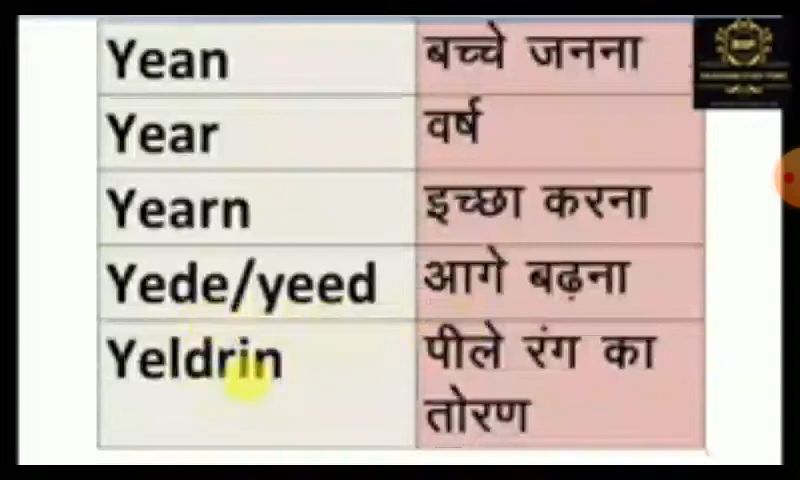 Yean बच्चे जनना
Year वर्ष
Yearn इच्छा करना
Yede/yeed आगे बढ़ना
Yeldrin पीले रंग का
तोरण